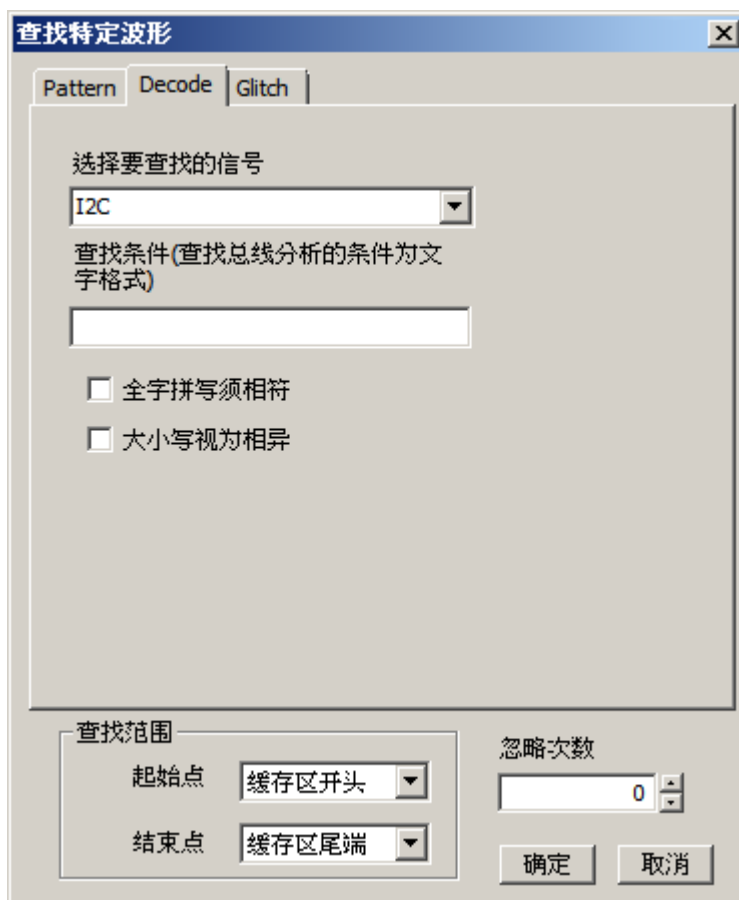 查找特定波形
Pattern Decode Glitch
选择要查找的信号
I2C
查找条件(查找总线分析的条件为文
字格式)
全字拼写须相符
大小写视为相异
查找范围
起始点 缓存区开头
结束点 缓存区尾端
忽略次数
0
确定 取消